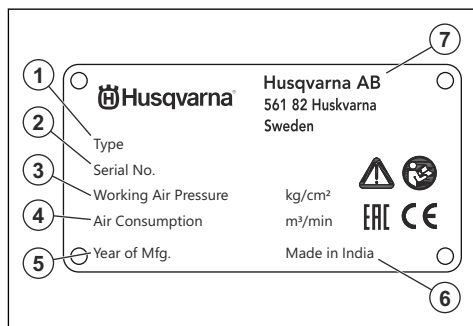 1
2
3
4
5
6
7
Husqvarna
Husqvarna AB
561 82 Huskvarna
Sweden
Type
Serial No.
Working Air Pressure kg/cm²
Air Consumption m³/min
Year of Mfg. Made in India
EAC CE